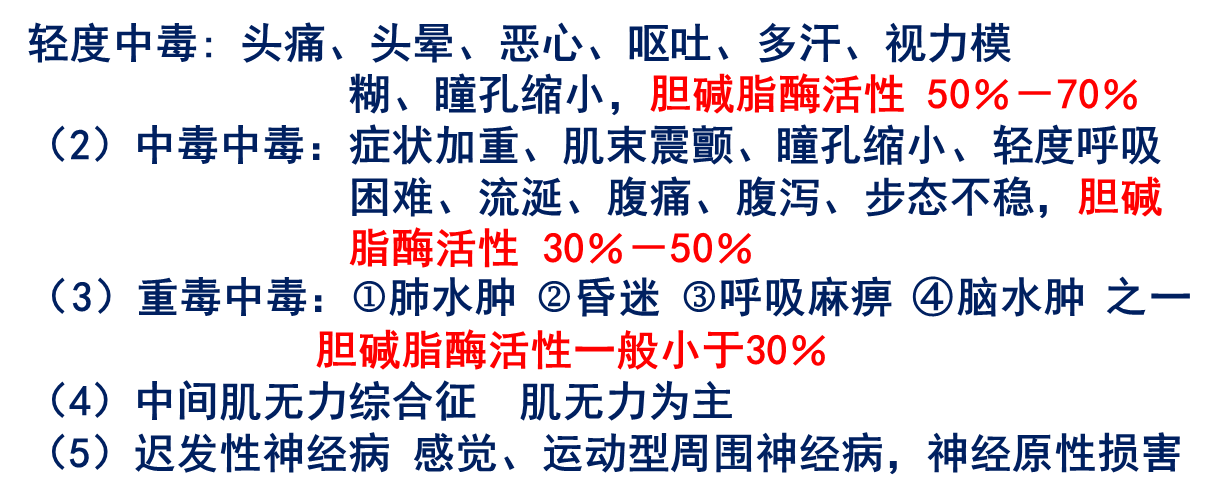 轻度中毒：头痛、头晕、恶心、呕吐、多汗、视力模
糊、瞳孔缩小，胆碱脂酶活性 50%－70%
（2）中毒中毒：症状加重、肌束震颤、瞳孔缩小、轻度呼吸
困难、流涎、腹痛、腹泻、步态不稳，胆碱
脂酶活性 30%－50%
（3）重毒中毒：①肺水肿 ②昏迷 ③呼吸麻痹 ④脑水肿 之一
胆碱脂酶活性一般小于30%
（4）中间肌无力综合征 肌无力为主
（5）迟发性神经病 感觉、运动型周围神经病，神经原性损害